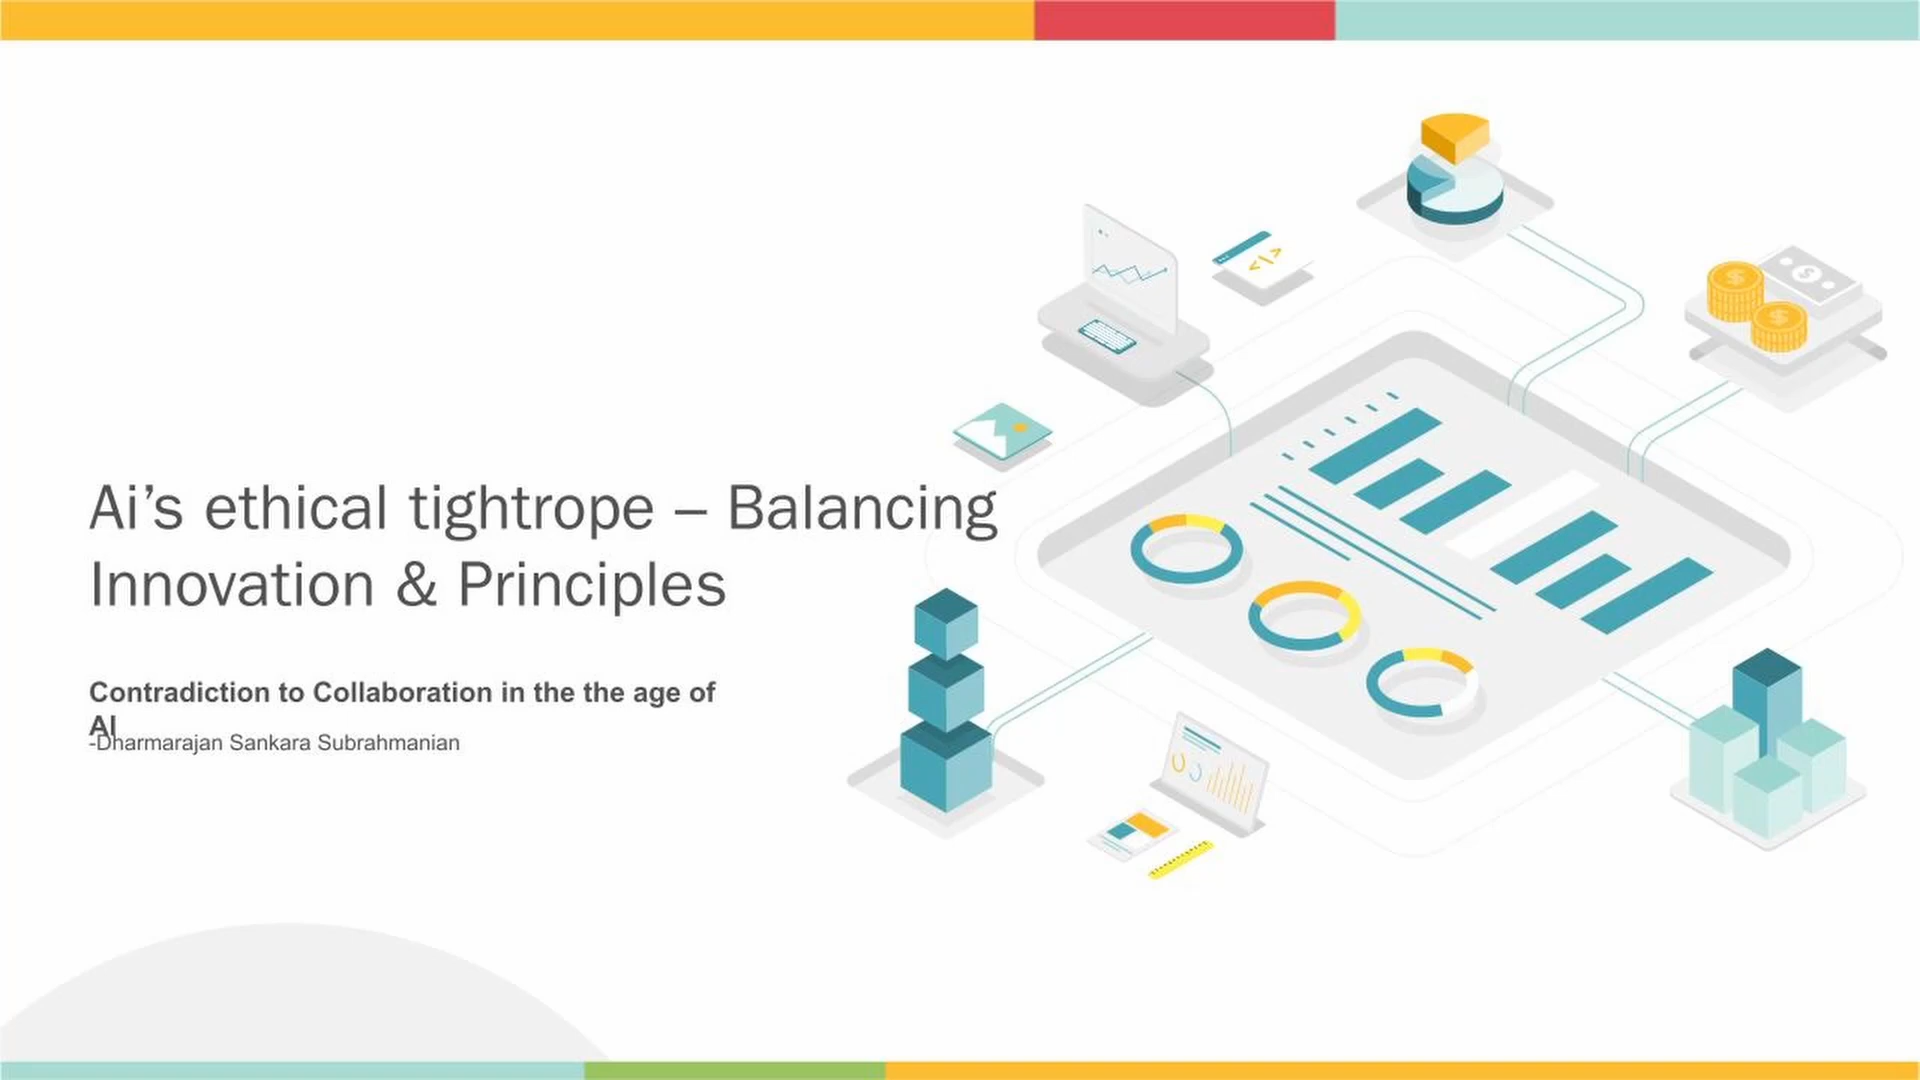 Ai’s ethical tightrope – Balancing
Innovation & Principles
Contradiction to Collaboration in the the age of
AI
-Dharmarajan Sankara Subrahmanian